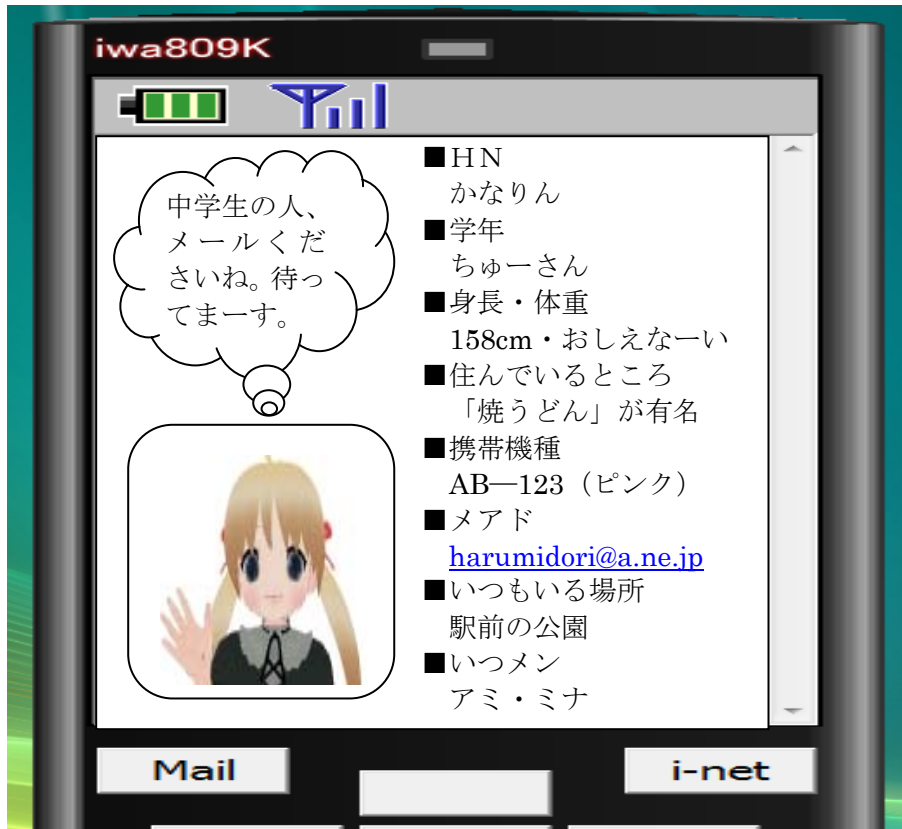 iwa809K
中学生の人、
メールくだ
さいね。待っ
てまーす。
■ＨＮ
かなりん
■学年
ちゅーさん
■身長・体重
158cm・おしえなーい
■住んでいるところ
「焼うどん」が有名
■携帯機種
AB―123（ピンク）
■メアド
harumidori@a.ne.jp
■いつもいる場所
駅前の公園
■いつメン
アミ・ミナ
Mail
i-net